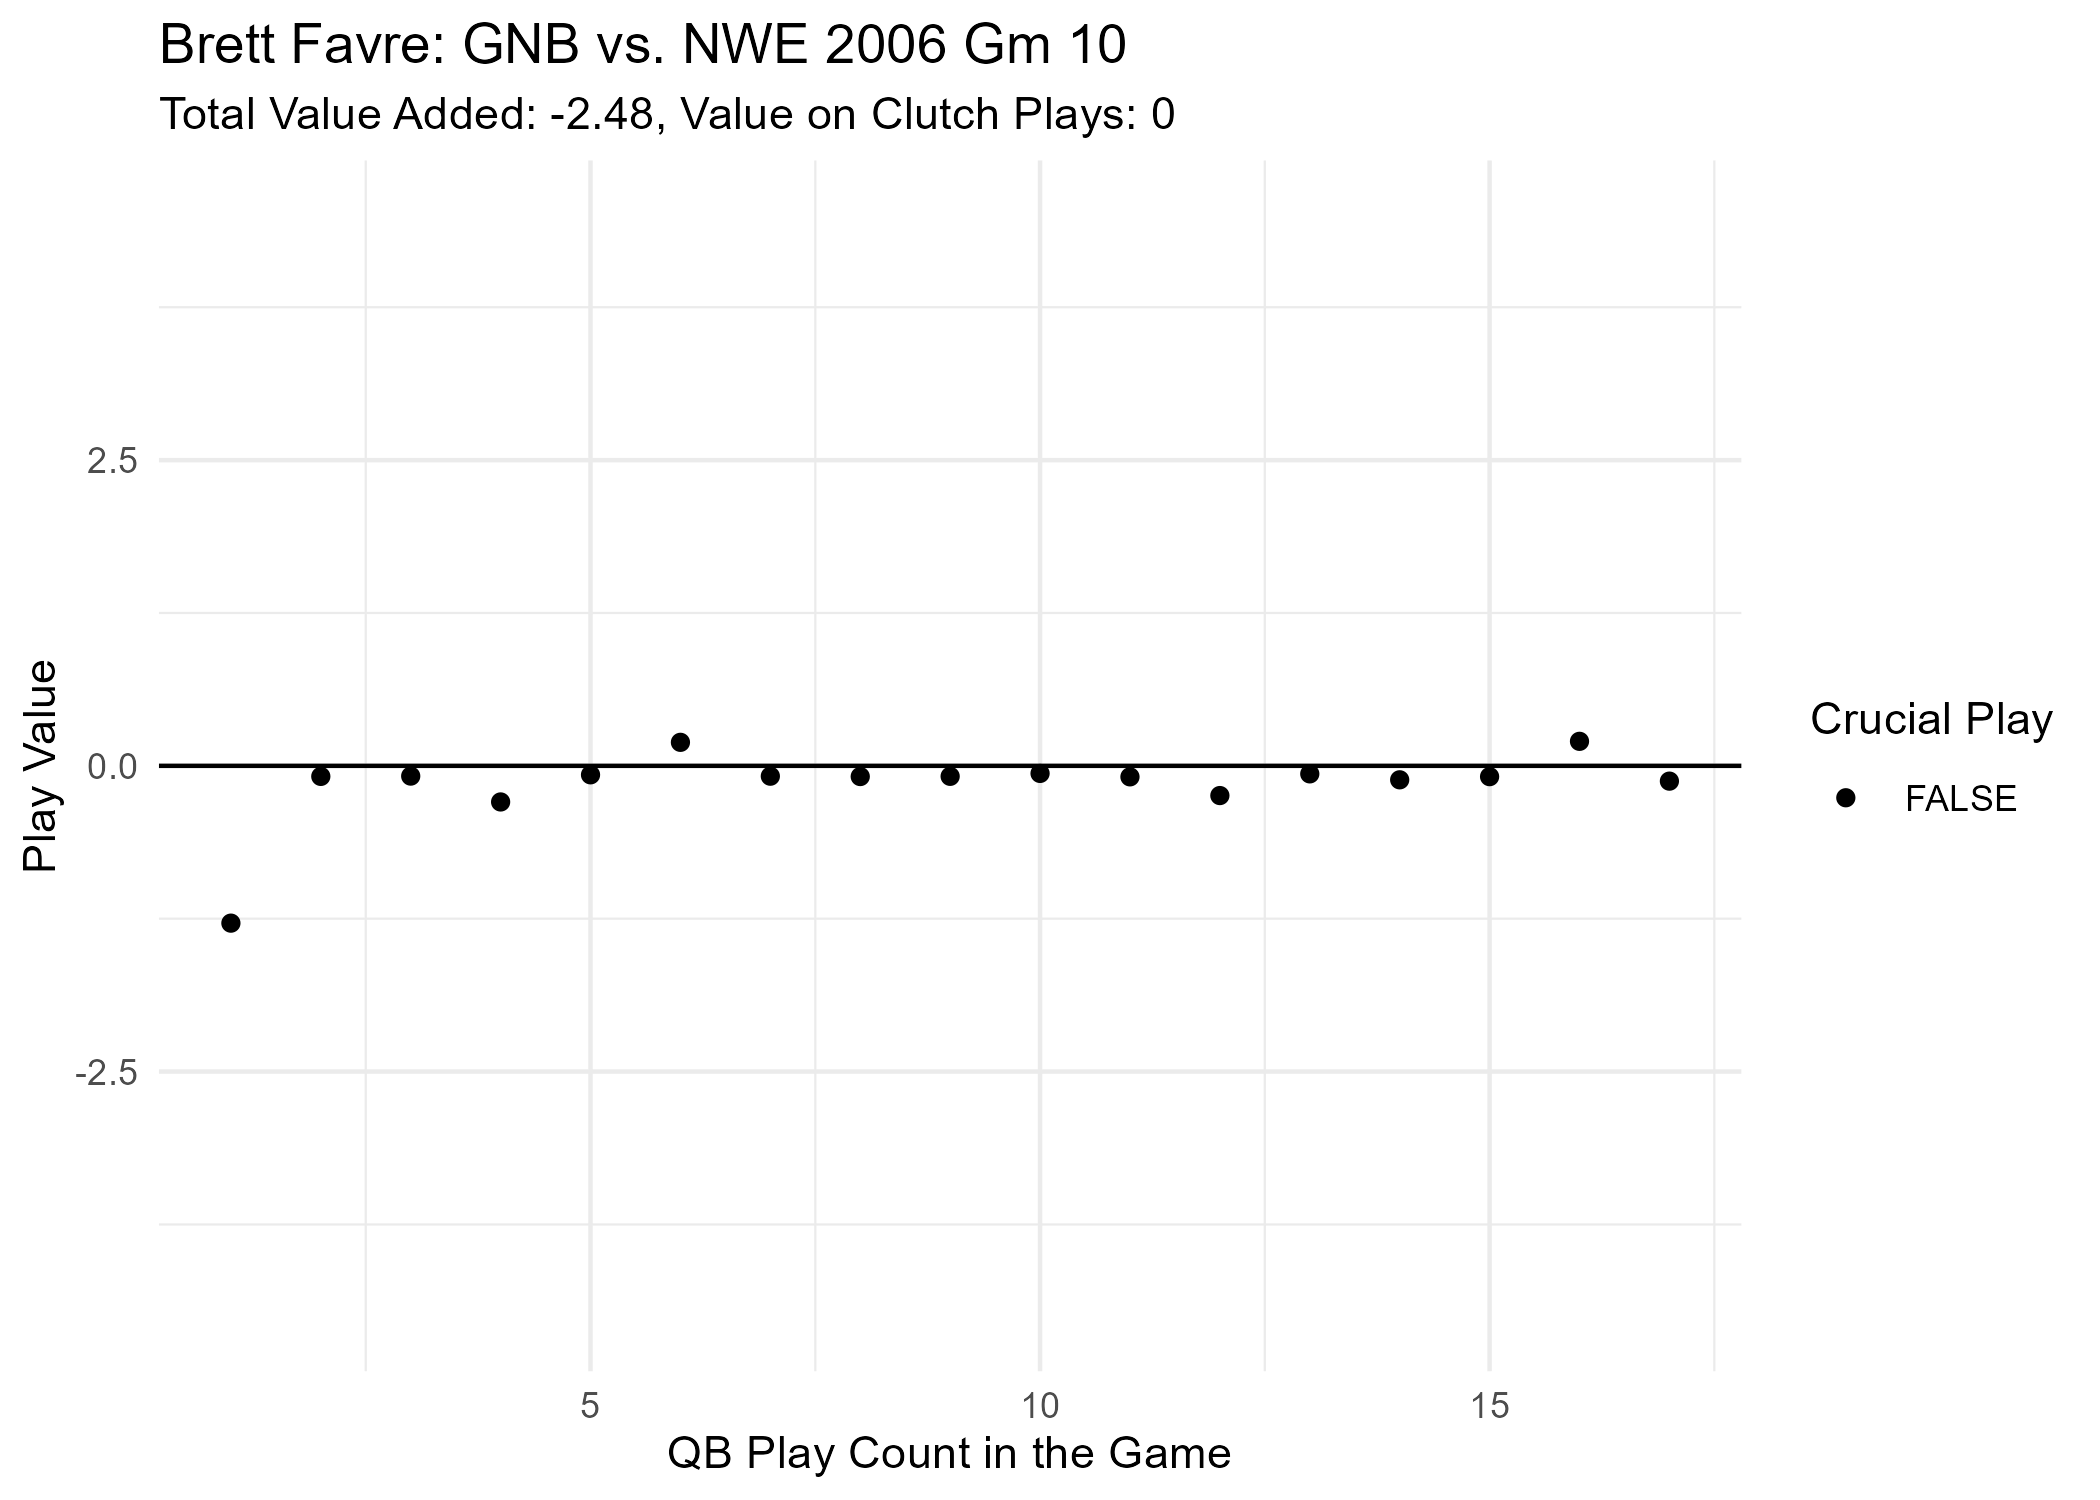 Brett Favre: GNB vs. NWE 2006 Gm 10
Total Value Added: -2.48, Value on Clutch Plays: 0
Play Value
2.5
0.0
-2.5
5
10
15
QB Play Count in the Game
Crucial Play
FALSE